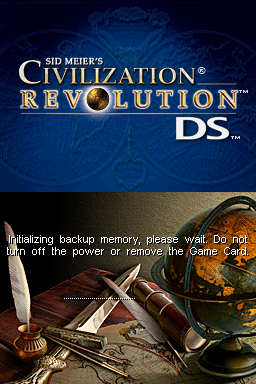 SID MEIER'S
CIVILIZATION®
REVOLUTION™
DS™
Initializing backup memory, please wait. Do not
turn off the power or remove the Game Card.
....................